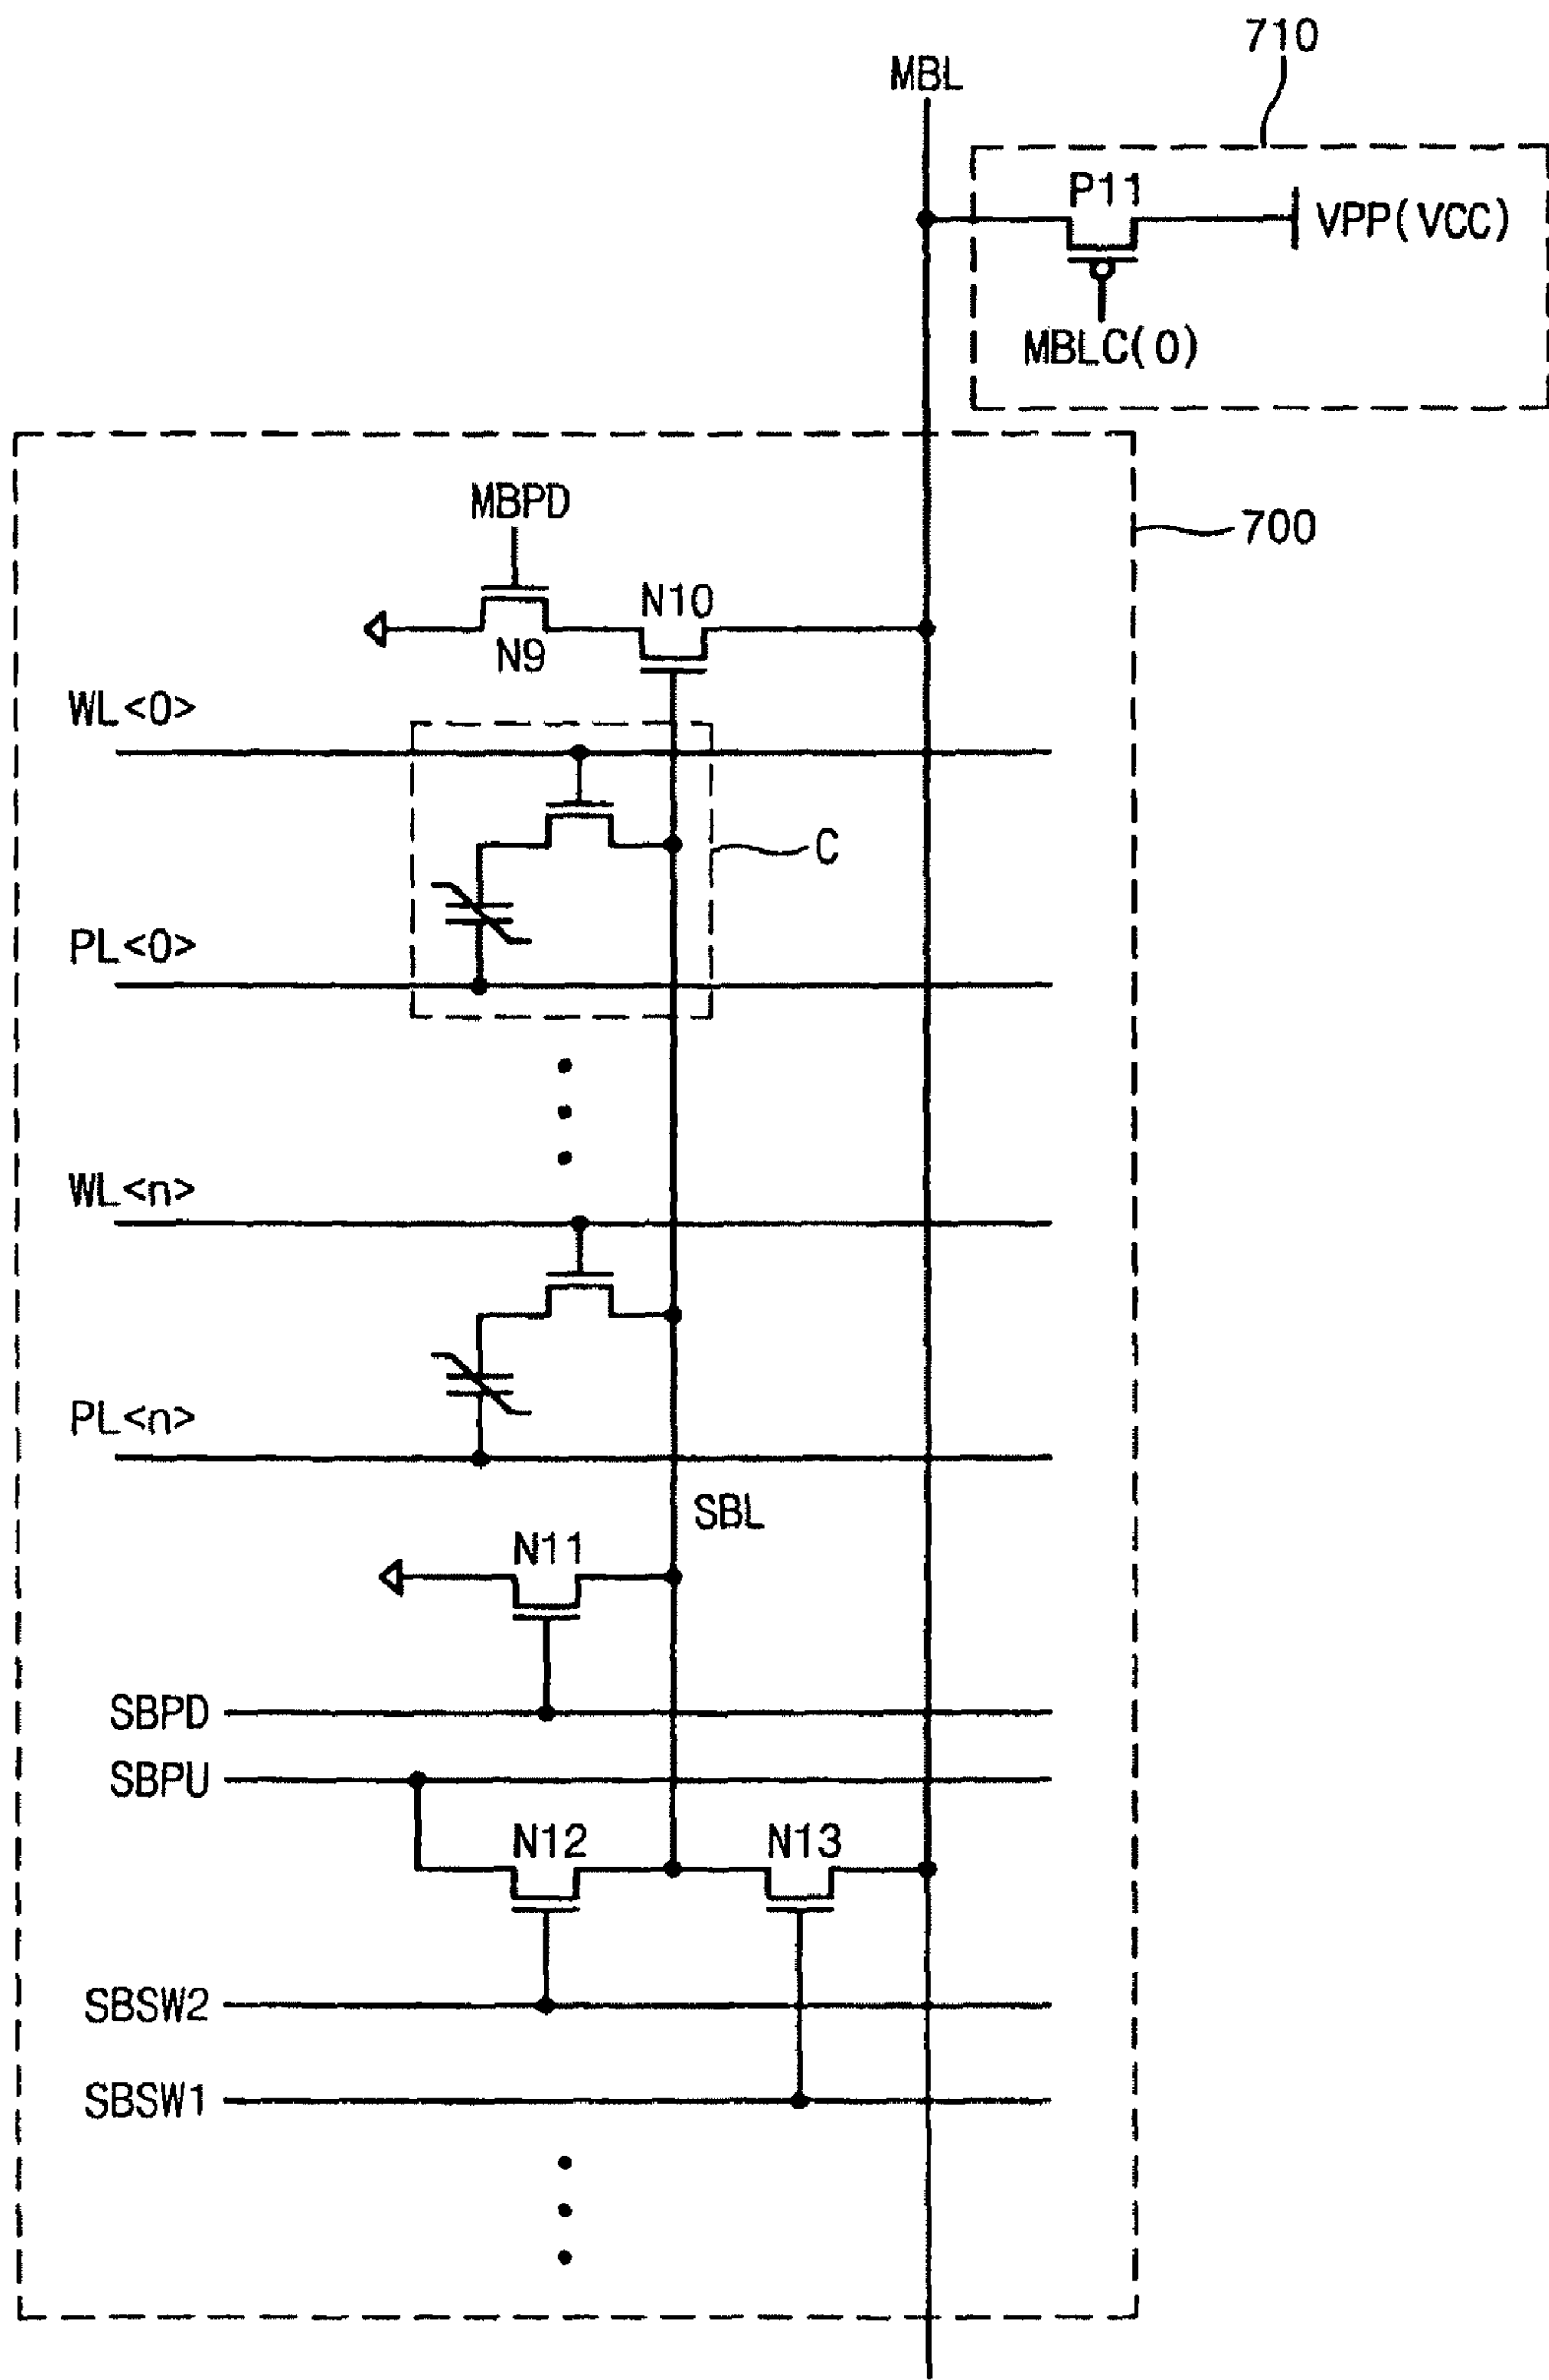 710
MBL
P11
VPP(VCC)
MBLC(0)
MBPD
700
N10
N9
WL<0>
C
PL<0>
WL<n>
PL<n>
SBL
N11
SBPD
SBPU
N12
N13
SBSW2
SBSW1